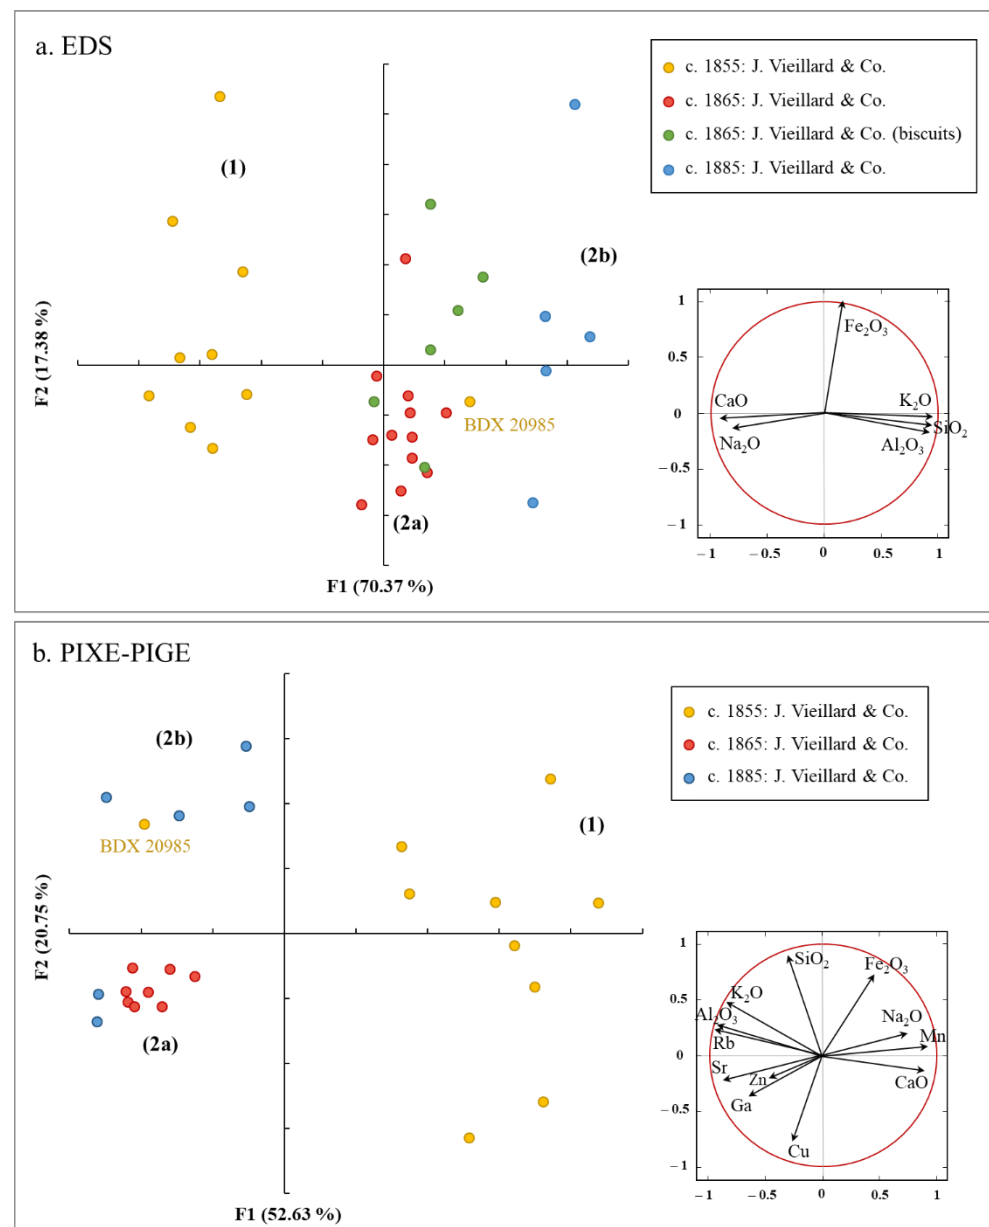 a. EDS
c. 1855: J. Vieillard & Co.
c. 1865: J. Vieillard & Co.
c. 1865: J. Vieillard & Co. (biscuits)
c. 1885: J. Vieillard & Co.
(1)
(2b)
BDX 20985
(2a)
F2 (17.38 %)
F1 (70.37 %)
1
0.5
0
−0.5
−1
Fe₂O₃
CaO
K₂O
SiO₂
Na₂O
Al₂O₃
−1
−0.5
0
0.5
1
b. PIXE-PIGE
c. 1855: J. Vieillard & Co.
c. 1865: J. Vieillard & Co.
c. 1885: J. Vieillard & Co.
(2b)
(1)
BDX 20985
(2a)
F2 (20.75 %)
F1 (52.63 %)
1
0.5
0
−0.5
−1
SiO₂
Fe₂O₃
K₂O
Al₂O₃
Na₂O
Rb
Mn
Sr
Zn
CaO
Ga
Cu
−1
−0.5
0
0.5
1